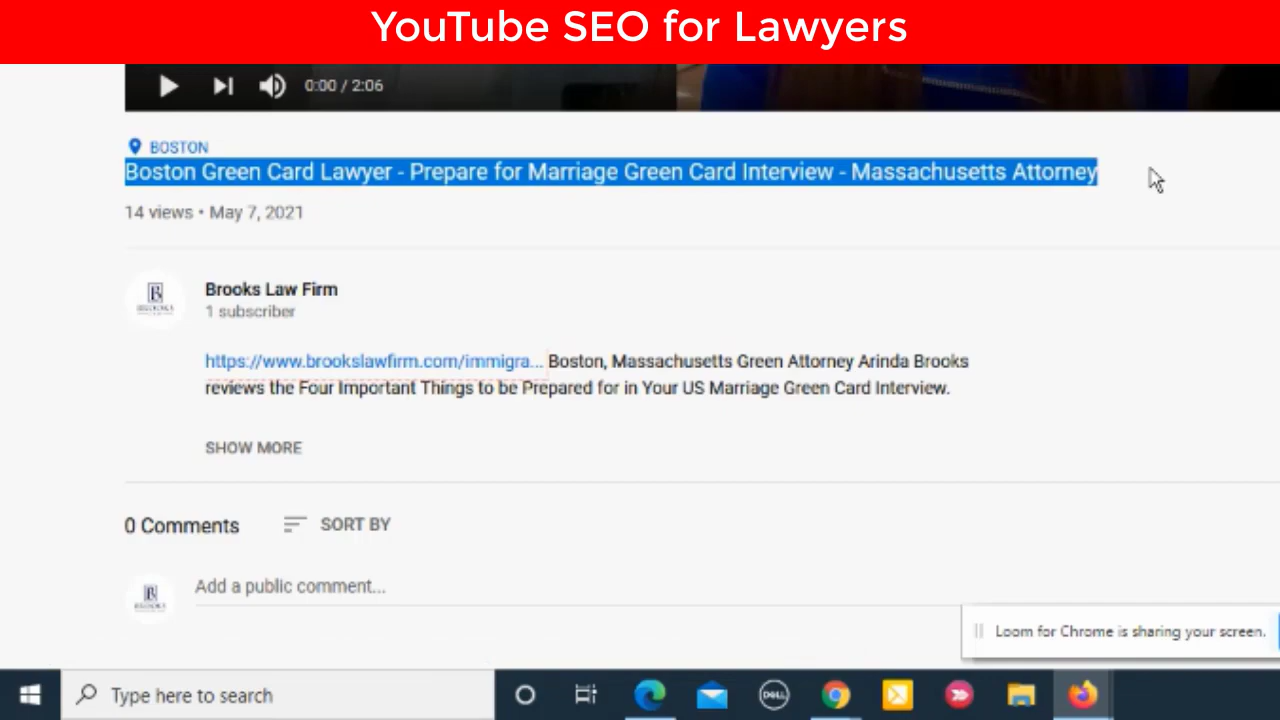 YouTube SEO for Lawyers
0:00 / 2:06
BOSTON
Boston Green Card Lawyer - Prepare for Marriage Green Card Interview - Massachusetts Attorney
14 views • May 7, 2021
Brooks Law Firm
1 subscriber
https://www.brookslawfirm.com/immigra... Boston, Massachusetts Green Attorney Arinda Brooks
reviews the Four Important Things to be Prepared for in Your US Marriage Green Card Interview.
SHOW MORE
0 Comments SORT BY
Add a public comment...
Loom for Chrome is sharing your screen.
Type here to search
DELL